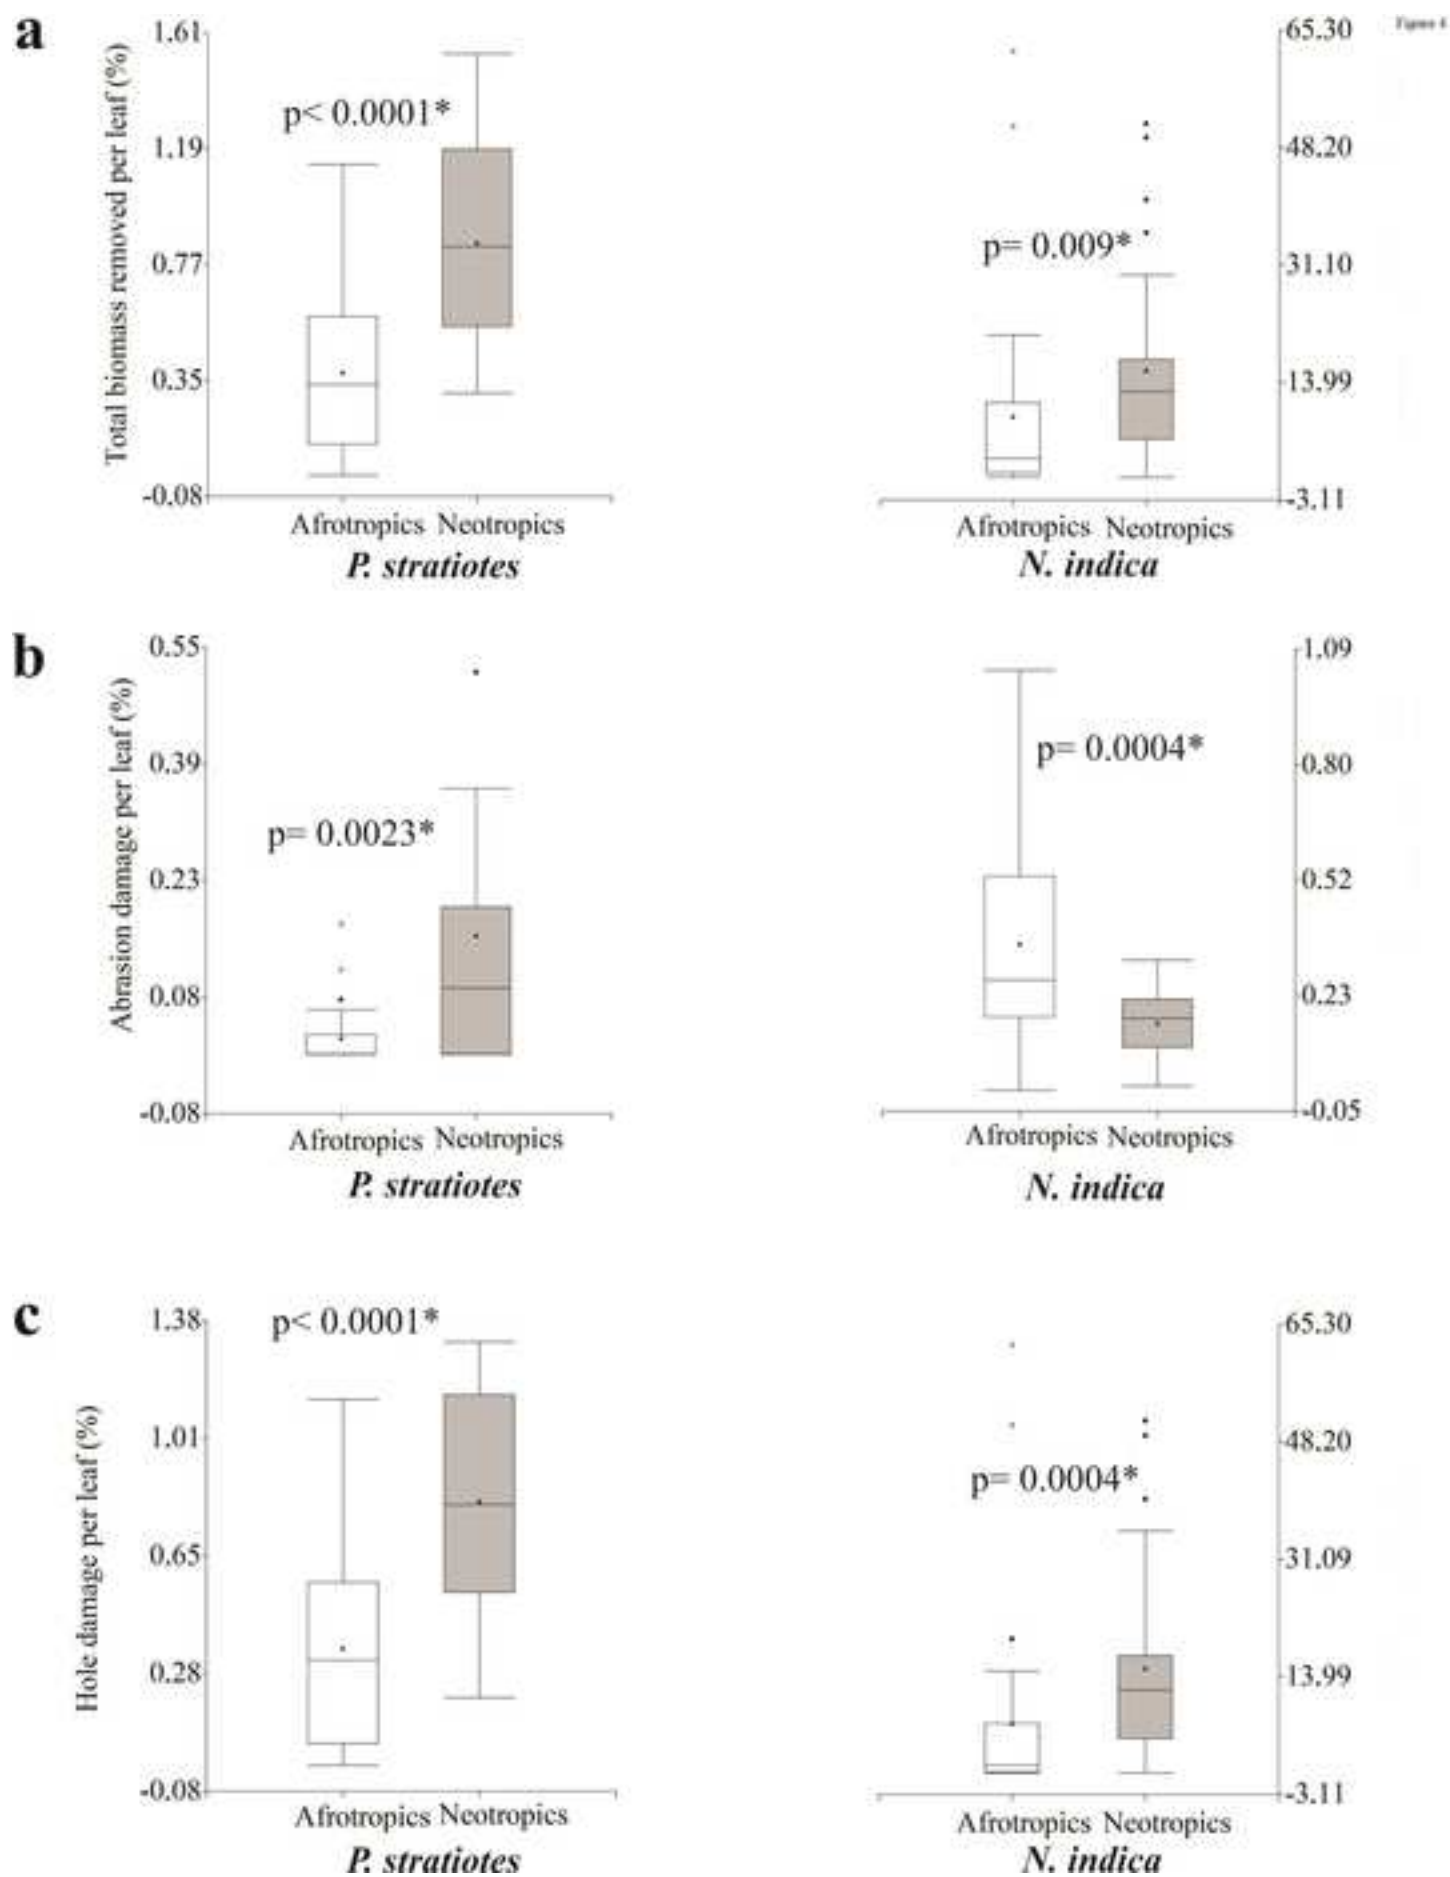 Figure 4
a
Total biomass removed per leaf (%)
1.61
1.19
0.77
0.35
-0.08
p< 0.0001*
Afrotropics Neotropics
P. stratiotes
65.30
48.20
31.10
13.99
-3.11
p= 0.009*
Afrotropics Neotropics
N. indica
b
Abrasion damage per leaf (%)
0.55
0.39
0.23
0.08
-0.08
p= 0.0023*
Afrotropics Neotropics
P. stratiotes
1.09
0.80
0.52
0.23
-0.05
p= 0.0004*
Afrotropics Neotropics
N. indica
c
Hole damage per leaf (%)
1.38
1.01
0.65
0.28
-0.08
p< 0.0001*
Afrotropics Neotropics
P. stratiotes
65.30
48.20
31.09
13.99
-3.11
p= 0.0004*
Afrotropics Neotropics
N. indica